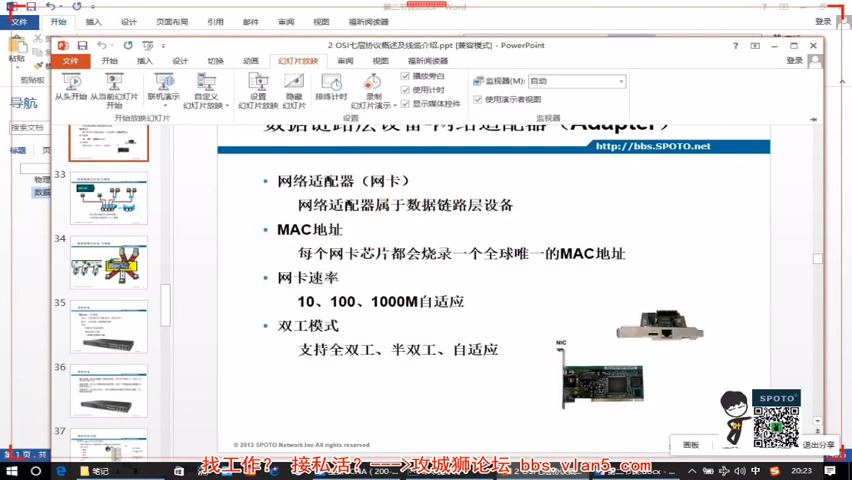 第二节... - Word
文件 开始 插入 设计 页面布局 引用 邮件 审阅 视图 福昕阅读器 登录
2 OSI七层协议概述及线缆介绍.ppt [兼容模式] - PowerPoint
文件 开始 插入 设计 切换 动画 幻灯片放映 审阅 视图 福昕阅读器 登录
粘贴
剪贴板
从头开始 从当前幻灯片开始 联机演示 自定义幻灯片放映 设置幻灯片放映 隐藏幻灯片 排练计时 录制幻灯片演示
播放旁白
使用计时
显示媒体控件
监视器(M): 自动
使用演示者视图
开始放映幻灯片 设置 监视器
导航
搜索文档
标题
33
34
35
36
37
数据链路层设备-网络适配器（Adapter）
http://bbs.SPOTO.net
• 网络适配器（网卡）
网络适配器属于数据链路层设备
• MAC地址
每个网卡芯片都会烧录一个全球唯一的MAC地址
• 网卡速率
10、100、1000M自适应
• 双工模式
支持全双工、半双工、自适应
NIC
SPOTO
© 2013 SPOTO Network.Inc All rights reserved
画板
退出分享
找工作? 接私活? --->攻城狮论坛 bbs.vlan5.com
笔记
中
20:23